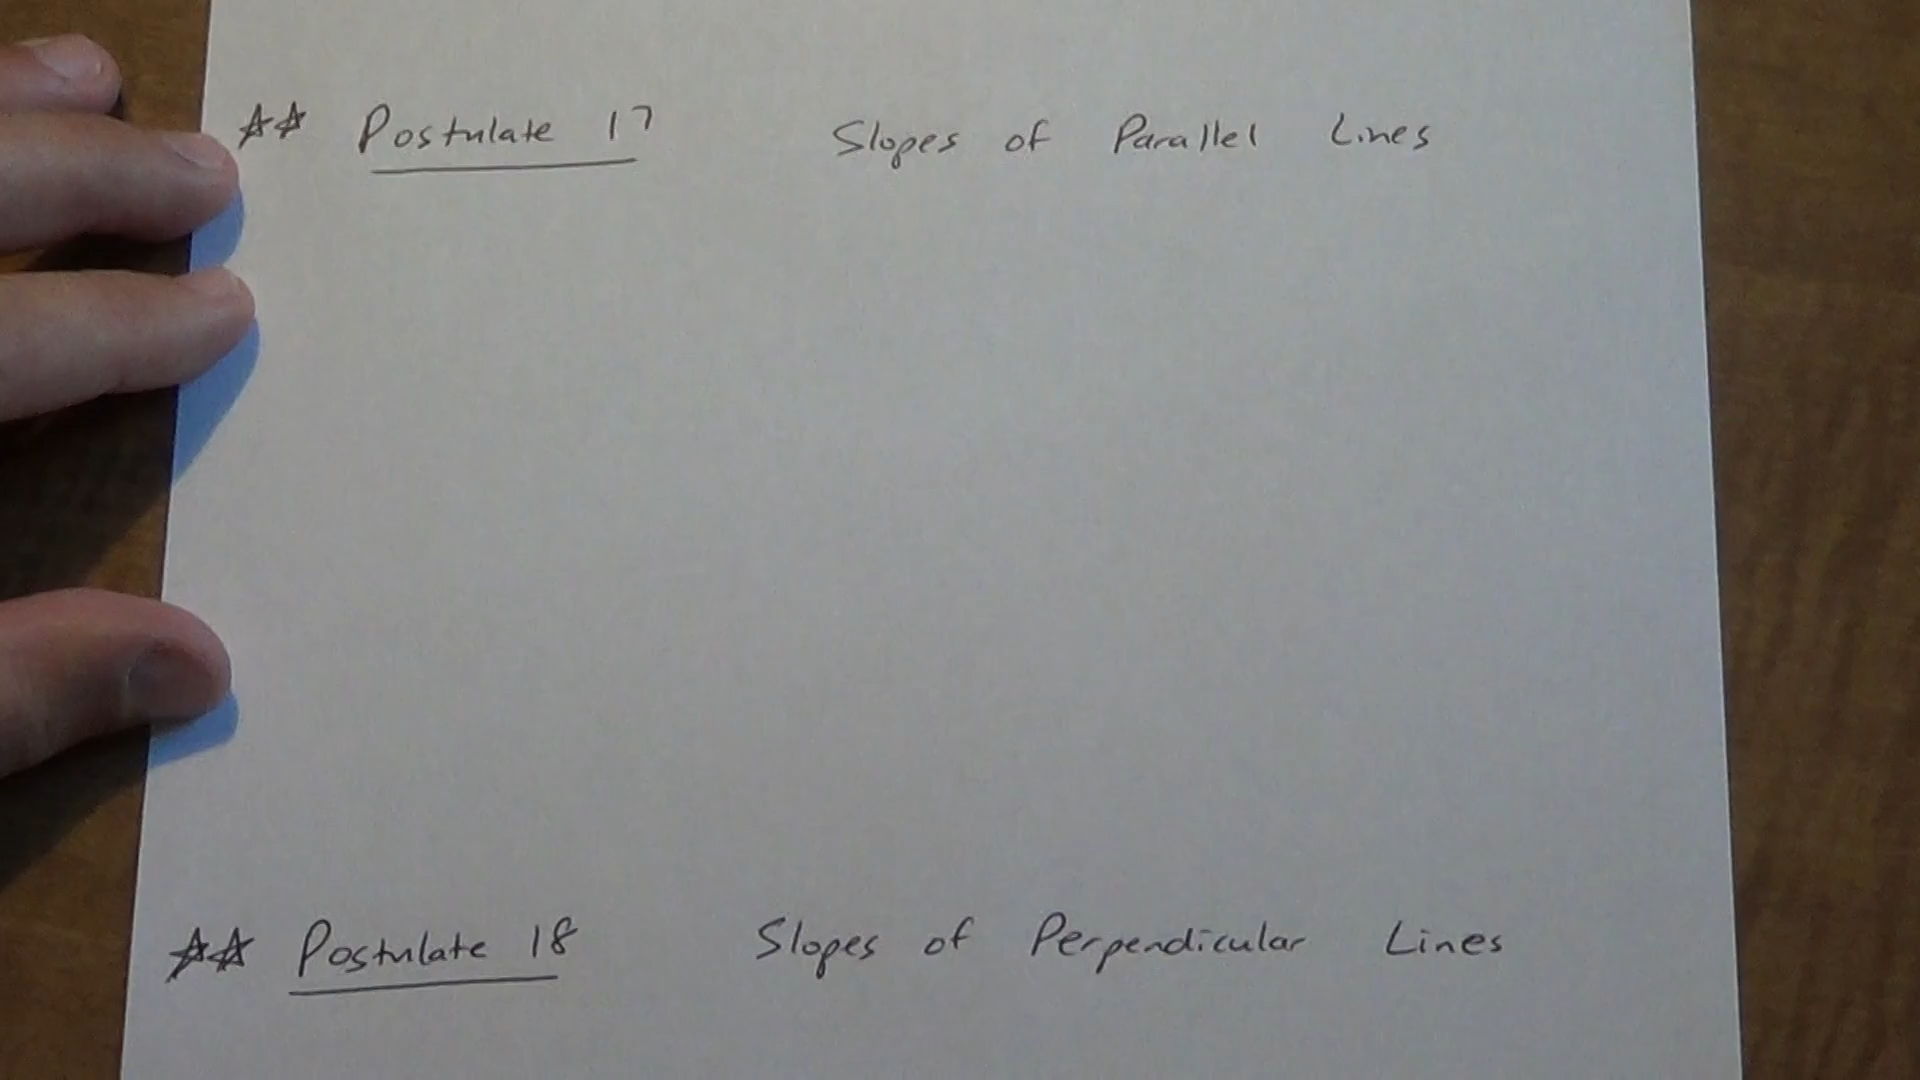 ☆☆ Postulate 17 Slopes of Parallel Lines
☆☆ Postulate 18 Slopes of Perpendicular Lines